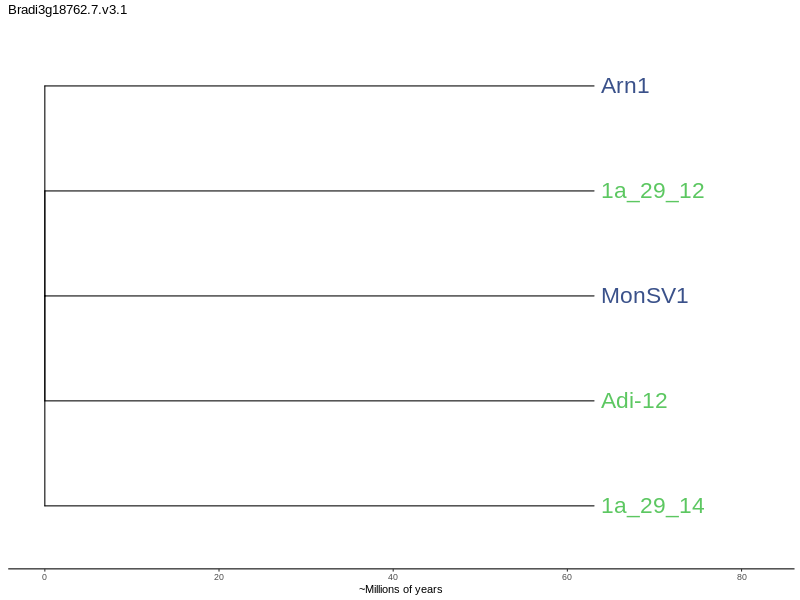 Bradi3g18762.7.v3.1
Arn1
1a_29_12
MonSV1
Adi-12
1a_29_14
0 20 40 60 80
~Millions of years